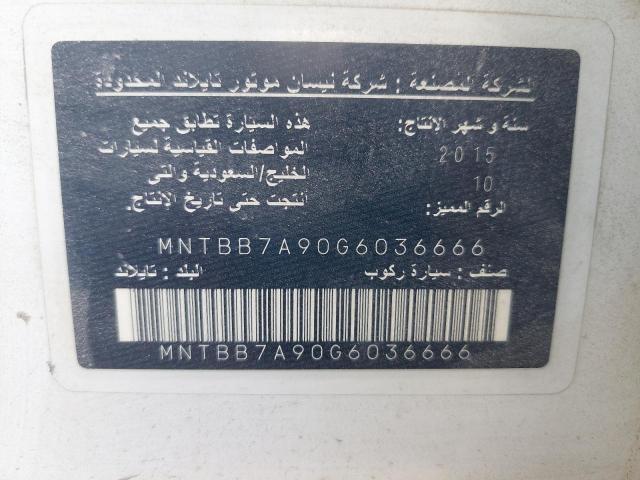 الشركة المصنعة : شركة نيسان موتور تايلاند المحدودة
سنة و شهر الإنتاج:
2015
10
الرقم المميز:
هذه السيارة تطابق جميع
المواصفات القياسية لسيارات
الخليج/السعودية والتى
أنتجت حتى تاريخ الإنتاج.
MNTBB7A90G6036666
صنف : سيارة ركوب
البلد : تايلاند
MNTBB7A90G6036666